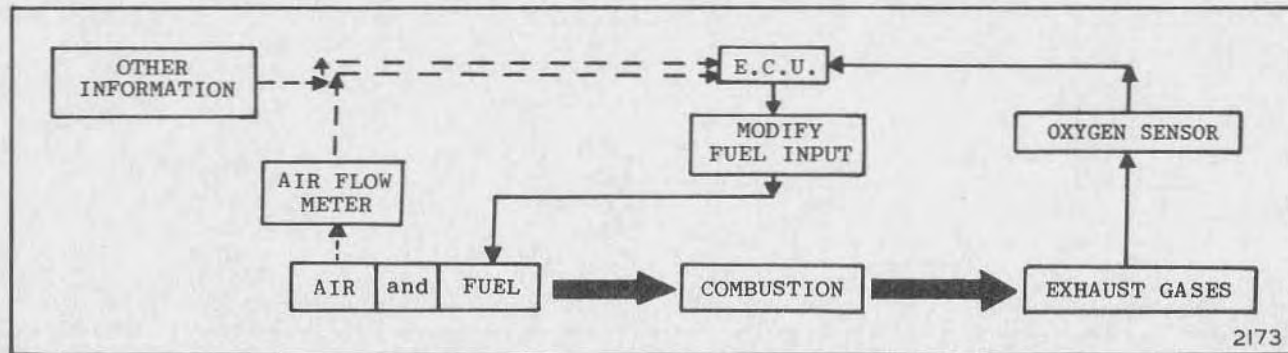 OTHER
INFORMATION
E.C.U.
MODIFY
FUEL INPUT
OXYGEN SENSOR
AIR FLOW
METER
AIR and FUEL
COMBUSTION
EXHAUST GASES
2173